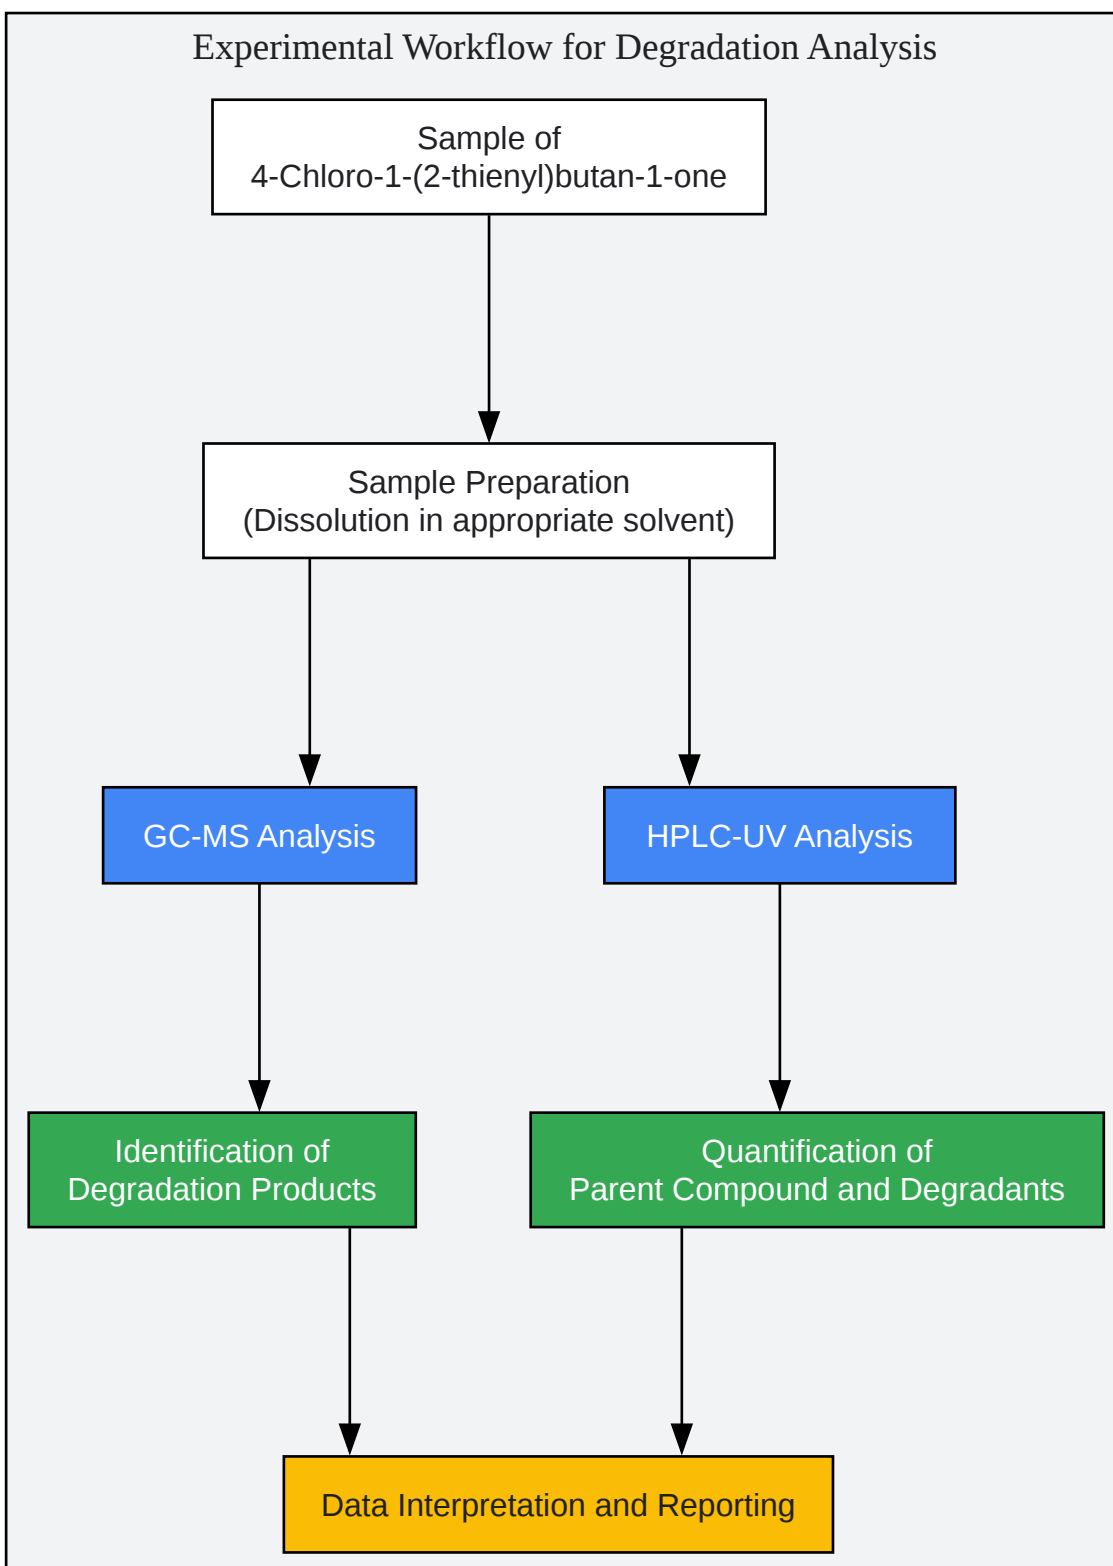 Experimental Workflow for Degradation Analysis
Sample of
4-Chloro-1-(2-thienyl)butan-1-one
Sample Preparation
(Dissolution in appropriate solvent)
GC-MS Analysis
HPLC-UV Analysis
Identification of
Degradation Products
Quantification of
Parent Compound and Degradants
Data Interpretation and Reporting